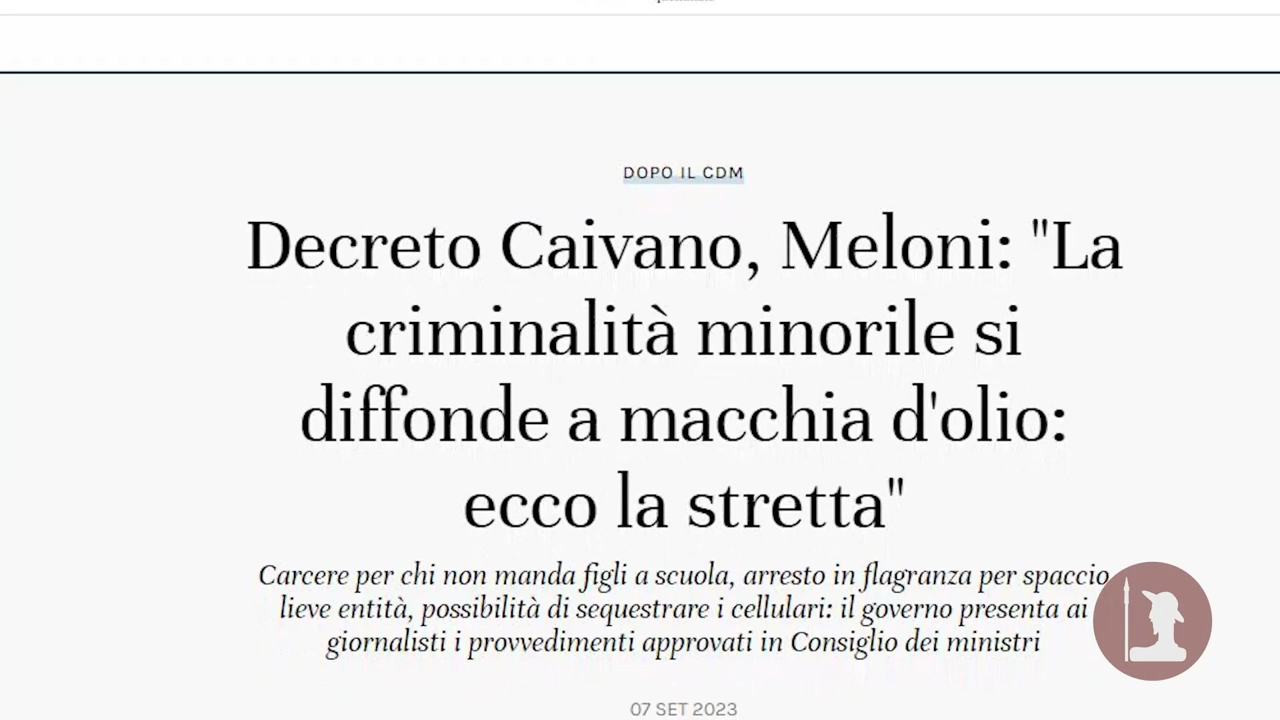 DOPO IL CDM
Decreto Caivano, Meloni: "La
criminalità minorile si
diffonde a macchia d'olio:
ecco la stretta"
Carcere per chi non manda figli a scuola, arresto in flagranza per spaccio
lieve entità, possibilità di sequestrare i cellulari: il governo presenta ai
giornalisti i provvedimenti approvati in Consiglio dei ministri
07 SET 2023